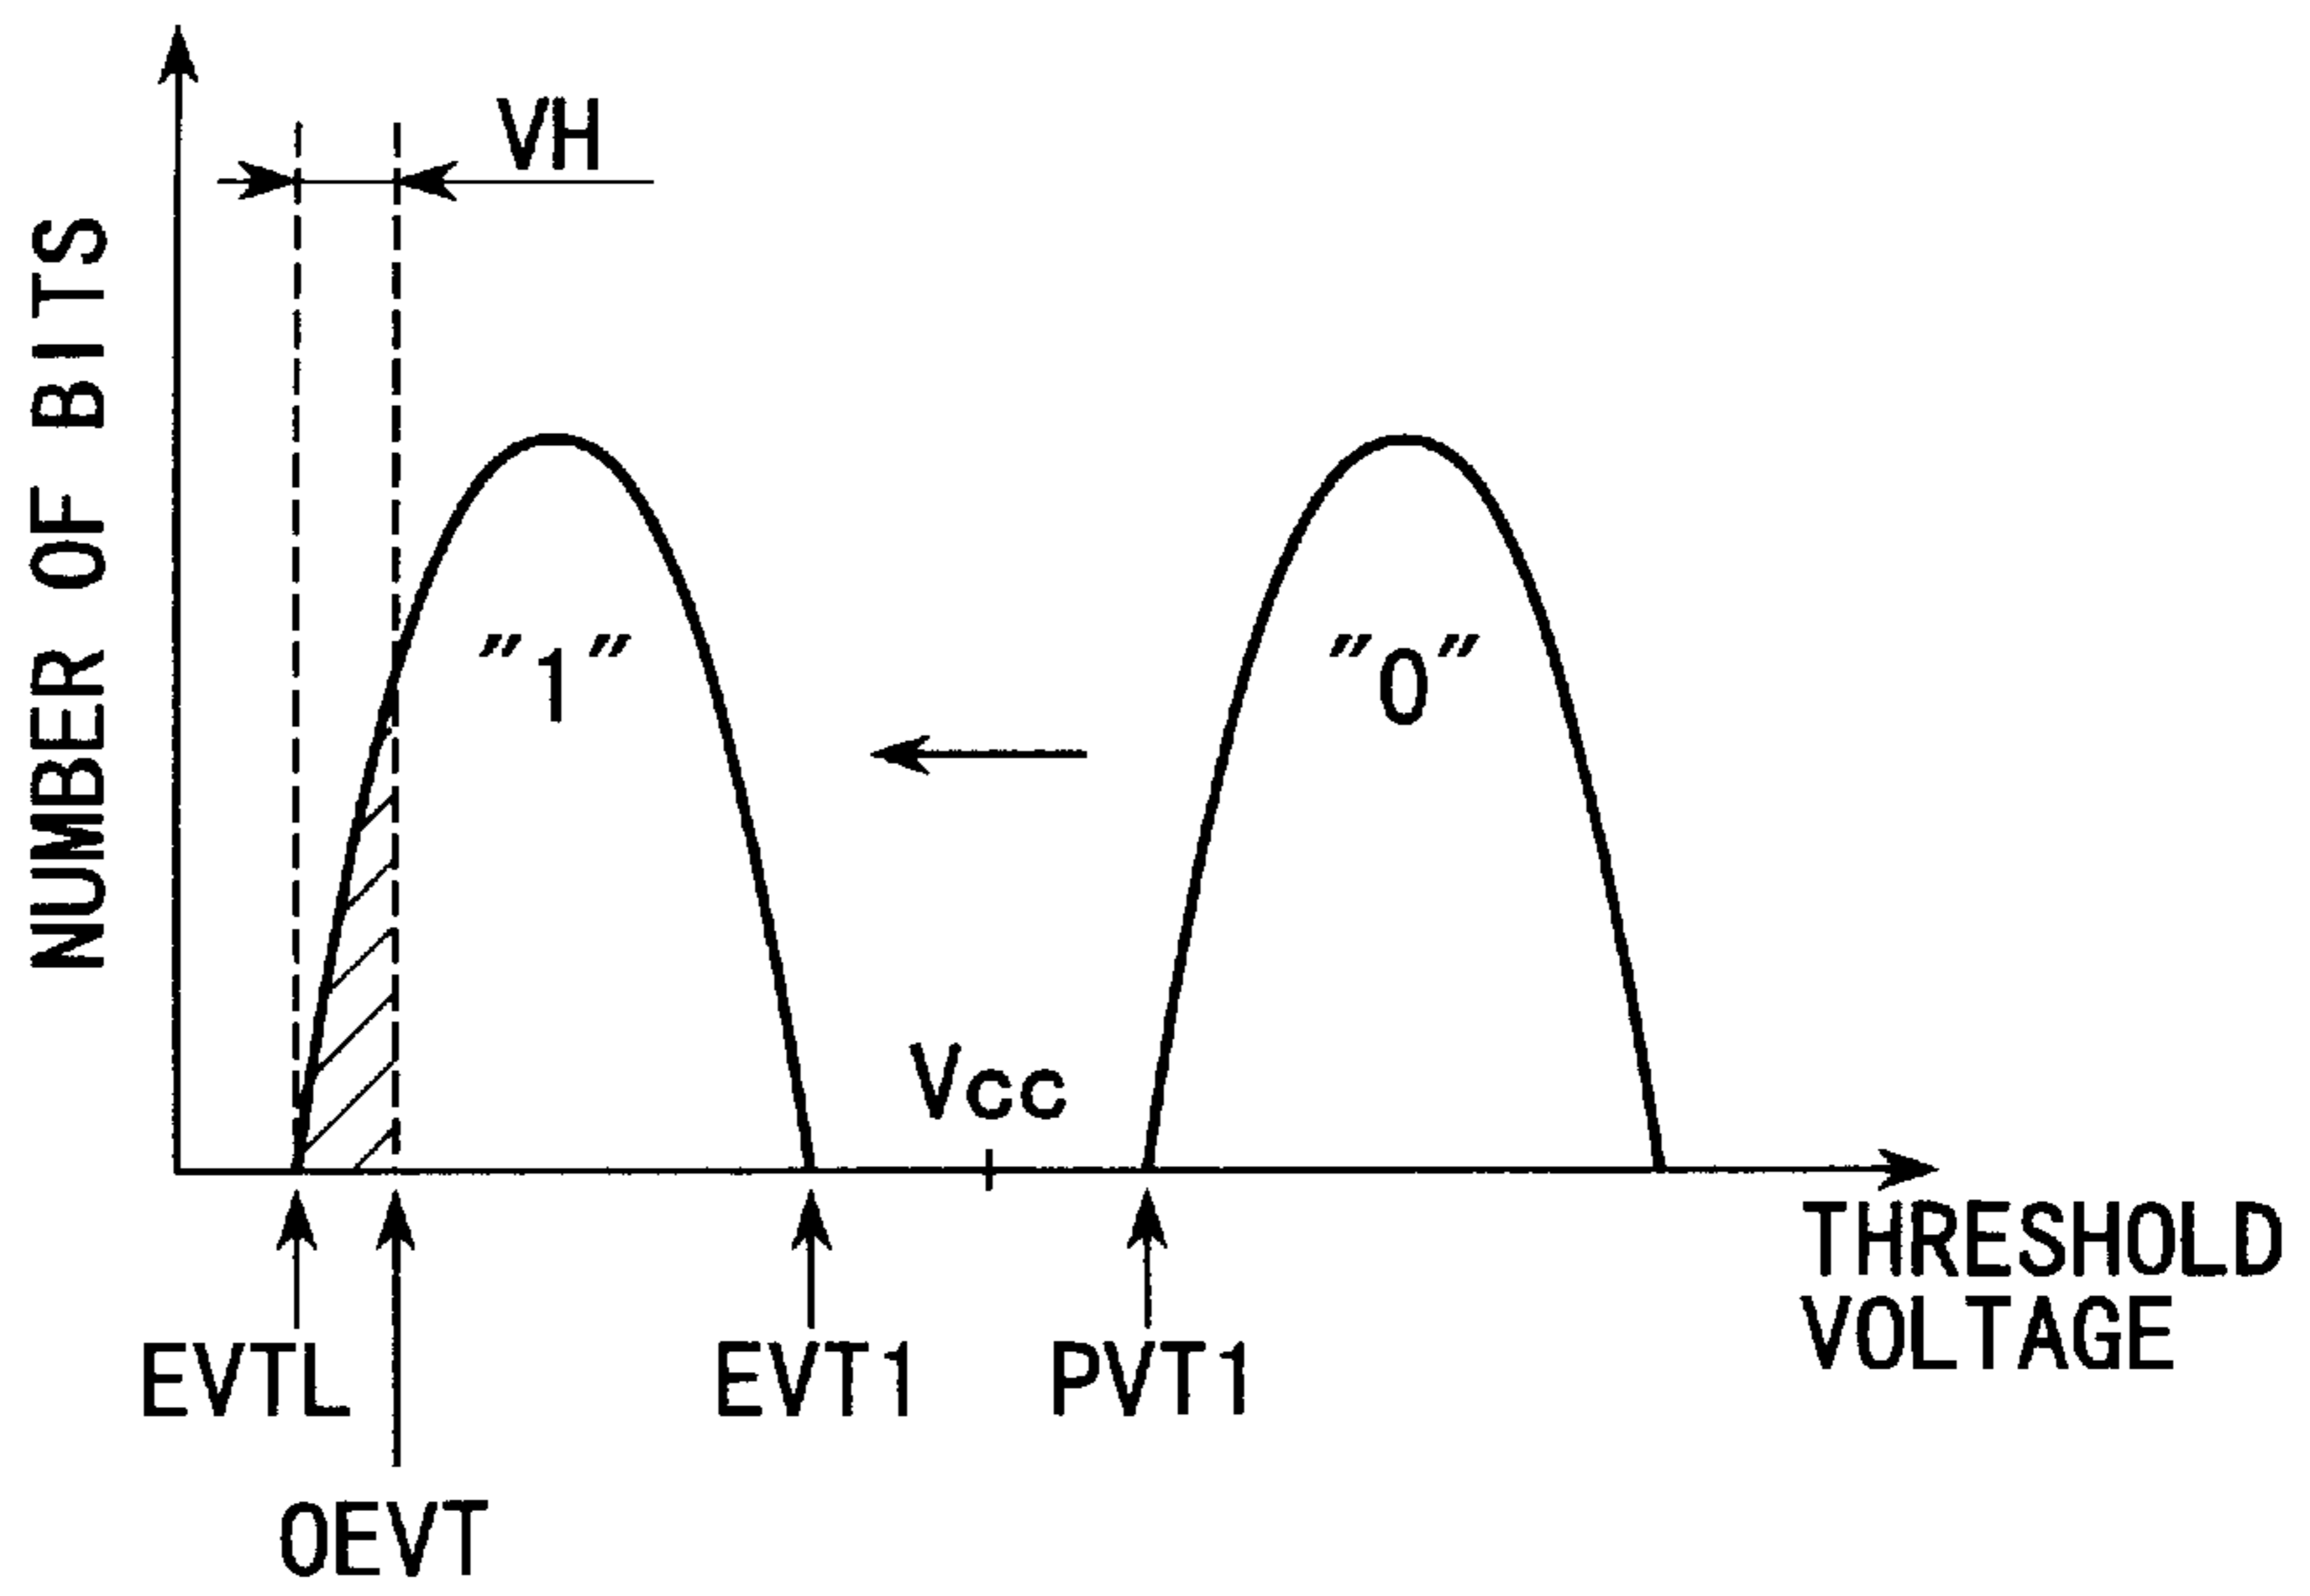 VH
NUMBER OF BITS
"1"
"0"
Vcc
THRESHOLD
VOLTAGE
EVTL
EVT1
PVT1
OEVT